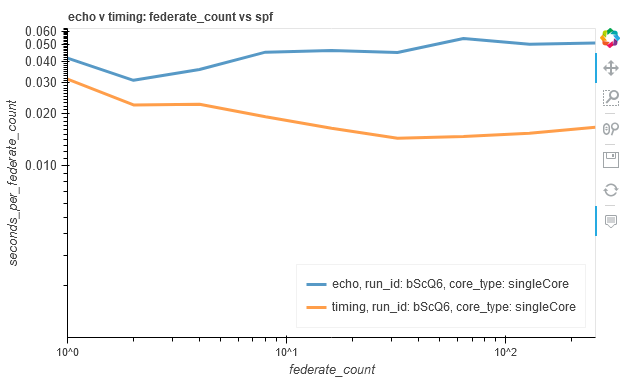 echo v timing: federate_count vs spf
0.060
0.050
0.040
0.030
0.020
0.010
seconds_per_federate_count
echo, run_id: bScQ6, core_type: singleCore
timing, run_id: bScQ6, core_type: singleCore
10^0
10^1
10^2
federate_count